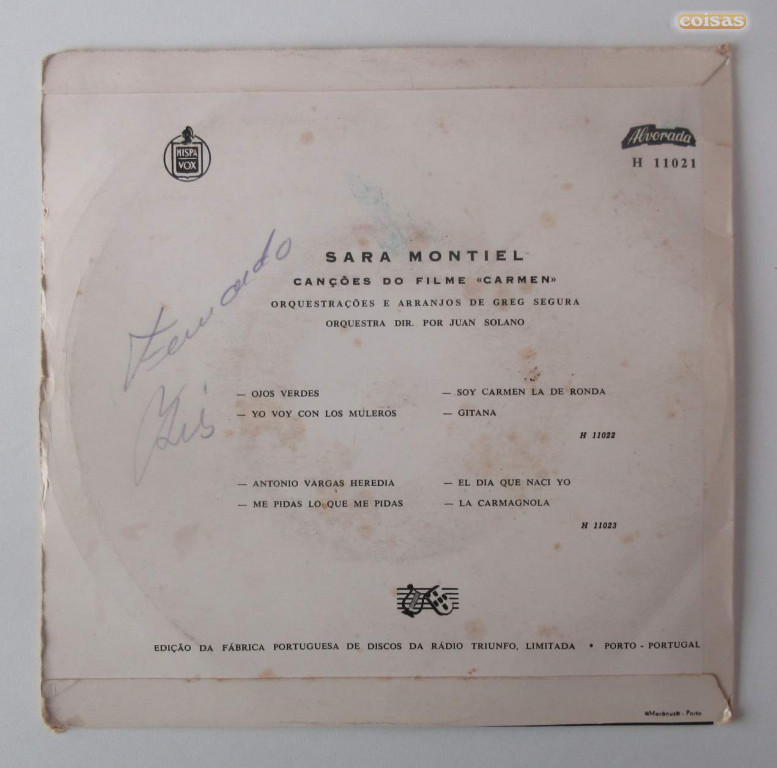 coisas
HISPA
VOX
Alvorada
H 11021
SARA MONTIEL
CANÇÕES DO FILME «CARMEN»
ORQUESTRAÇÕES E ARRANJOS DE GREG SEGURA
ORQUESTRA DIR. POR JUAN SOLANO
Fernando
— OJOS VERDES
— YO VOY CON LOS MULEROS
— SOY CARMEN LA DE RONDA
— GITANA
H 11022
— ANTONIO VARGAS HEREDIA
— ME PIDAS LO QUE ME PIDAS
— EL DIA QUE NACI YO
— LA CARMAGNOLA
H 11023
EDIÇÃO DA FÁBRICA PORTUGUESA DE DISCOS DA RÁDIO TRIUNFO, LIMITADA • PORTO - PORTUGAL